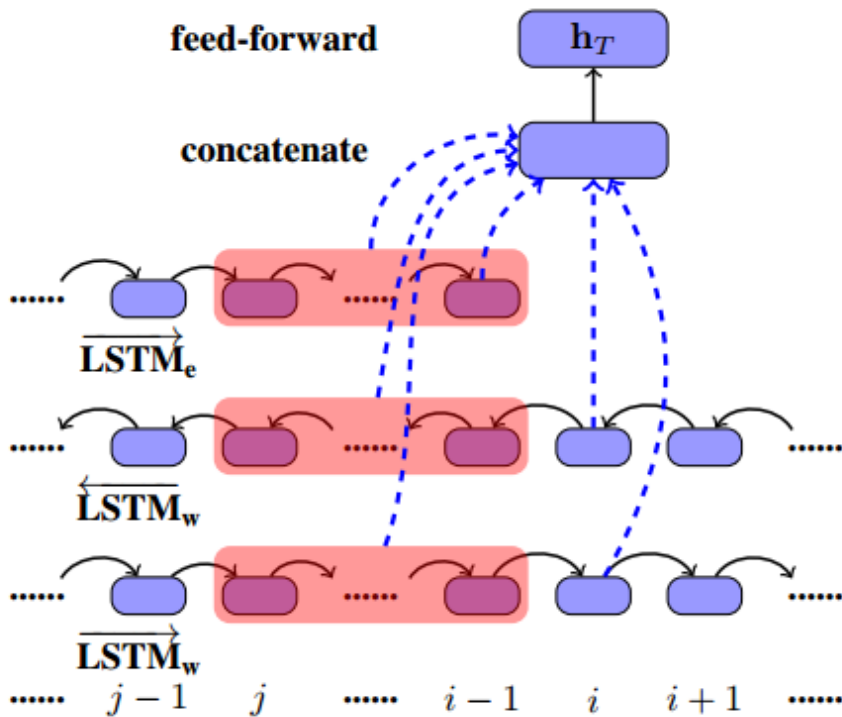 feed-forward h_T
concatenate
...... ......
→LSTM_e
...... ...... ......
←LSTM_w
...... ...... ......
→LSTM_w
...... j − 1 j ...... i − 1 i i + 1 ......